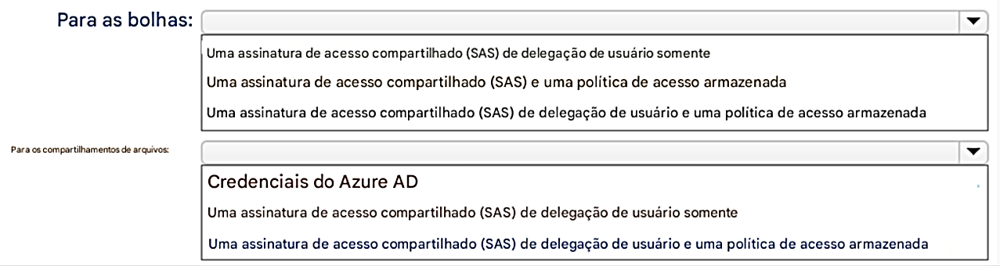 Para as bolhas:
Uma assinatura de acesso compartilhado (SAS) de delegação de usuário somente
Uma assinatura de acesso compartilhado (SAS) e uma política de acesso armazenada
Uma assinatura de acesso compartilhado (SAS) de delegação de usuário e uma política de acesso armazenada
Para os compartilhamentos de arquivos:
Credenciais do Azure AD
Uma assinatura de acesso compartilhado (SAS) de delegação de usuário somente
Uma assinatura de acesso compartilhado (SAS) de delegação de usuário e uma política de acesso armazenada